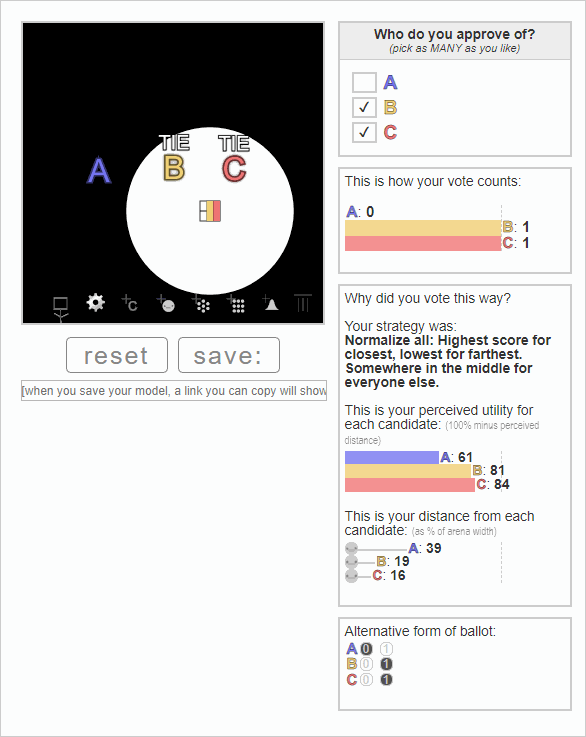 TIE TIE
A B C
+C
reset save:
[when you save your model, a link you can copy will show
Who do you approve of?
(pick as MANY as you like)
A
✓ B
✓ C
This is how your vote counts:
A: 0
B: 1
C: 1
Why did you vote this way?
Your strategy was:
Normalize all: Highest score for
closest, lowest for farthest.
Somewhere in the middle for
everyone else.
This is your perceived utility for
each candidate: (100% minus perceived
distance)
A: 61
B: 81
C: 84
This is your distance from each
candidate: (as % of arena width)
A: 39
B: 19
C: 16
Alternative form of ballot:
A 0 1
B 0 1
C 0 1